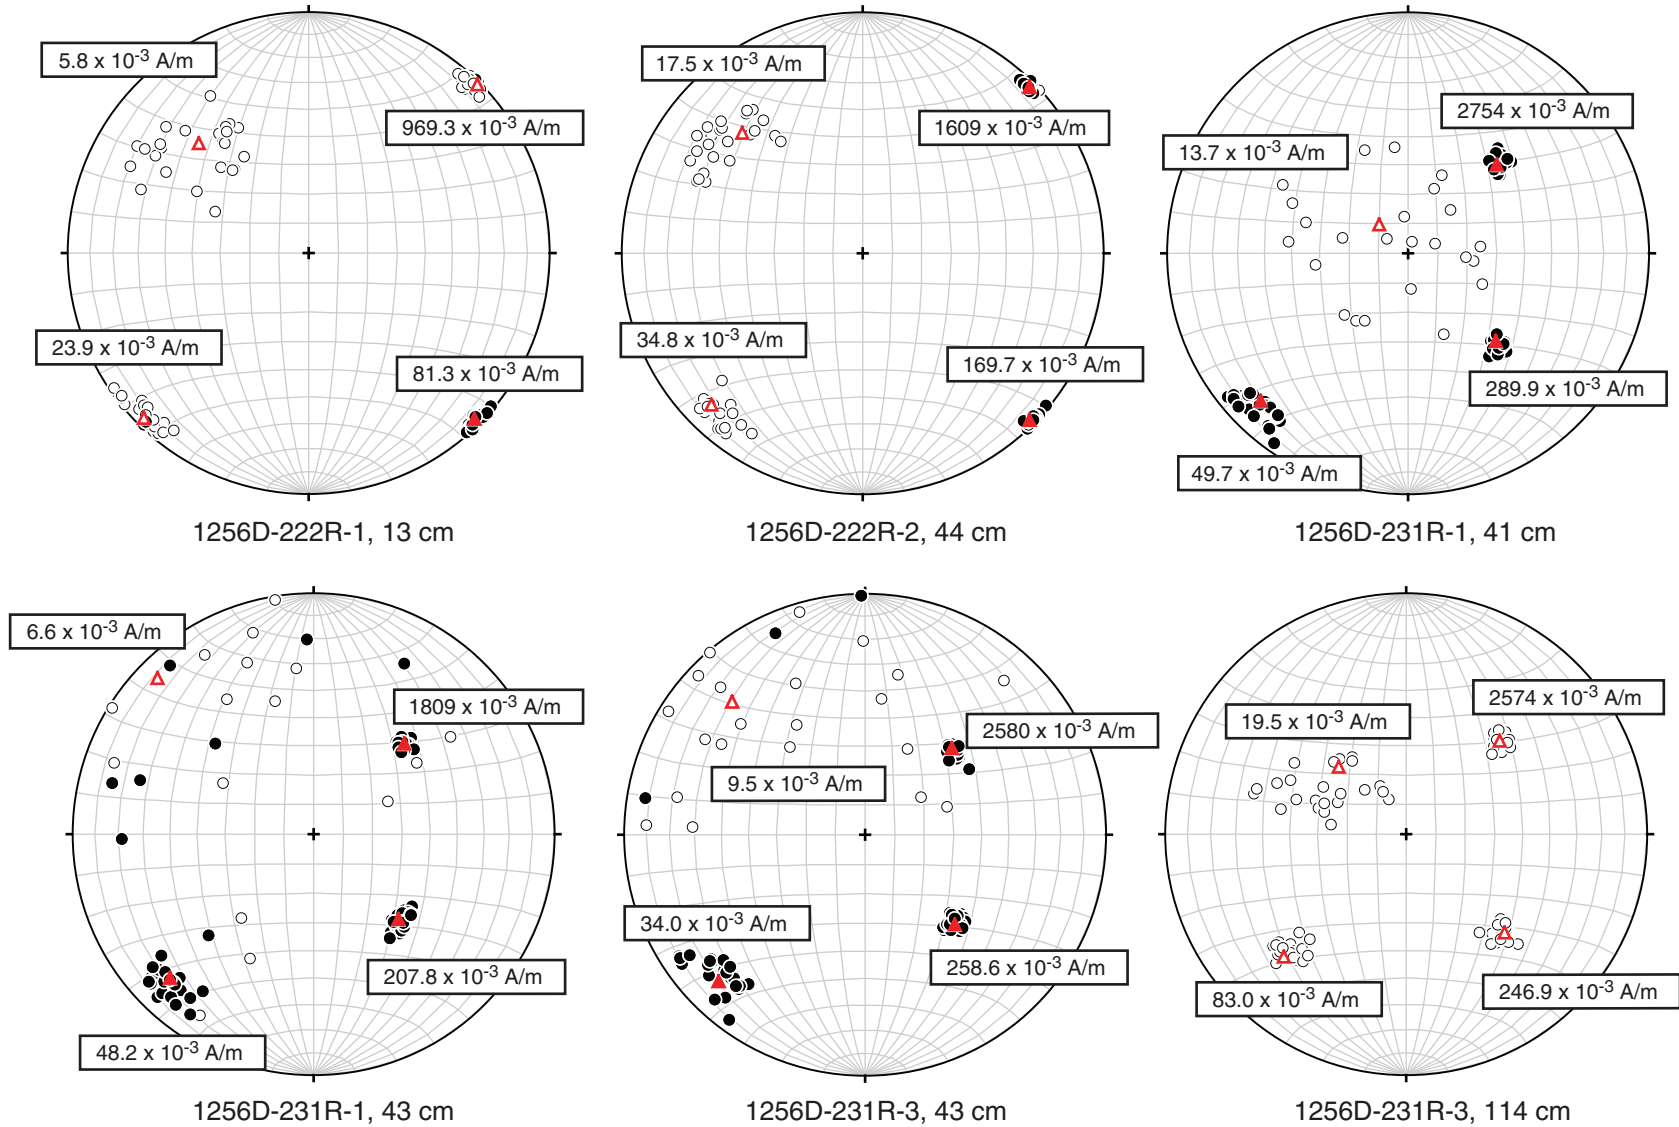 5.8 x 10-3 A/m
969.3 x 10-3 A/m
23.9 x 10-3 A/m
81.3 x 10-3 A/m
1256D-222R-1, 13 cm
17.5 x 10-3 A/m
1609 x 10-3 A/m
34.8 x 10-3 A/m
169.7 x 10-3 A/m
1256D-222R-2, 44 cm
2754 x 10-3 A/m
13.7 x 10-3 A/m
289.9 x 10-3 A/m
49.7 x 10-3 A/m
1256D-231R-1, 41 cm
6.6 x 10-3 A/m
1809 x 10-3 A/m
207.8 x 10-3 A/m
48.2 x 10-3 A/m
1256D-231R-1, 43 cm
2580 x 10-3 A/m
9.5 x 10-3 A/m
34.0 x 10-3 A/m
258.6 x 10-3 A/m
1256D-231R-3, 43 cm
2574 x 10-3 A/m
19.5 x 10-3 A/m
83.0 x 10-3 A/m
246.9 x 10-3 A/m
1256D-231R-3, 114 cm